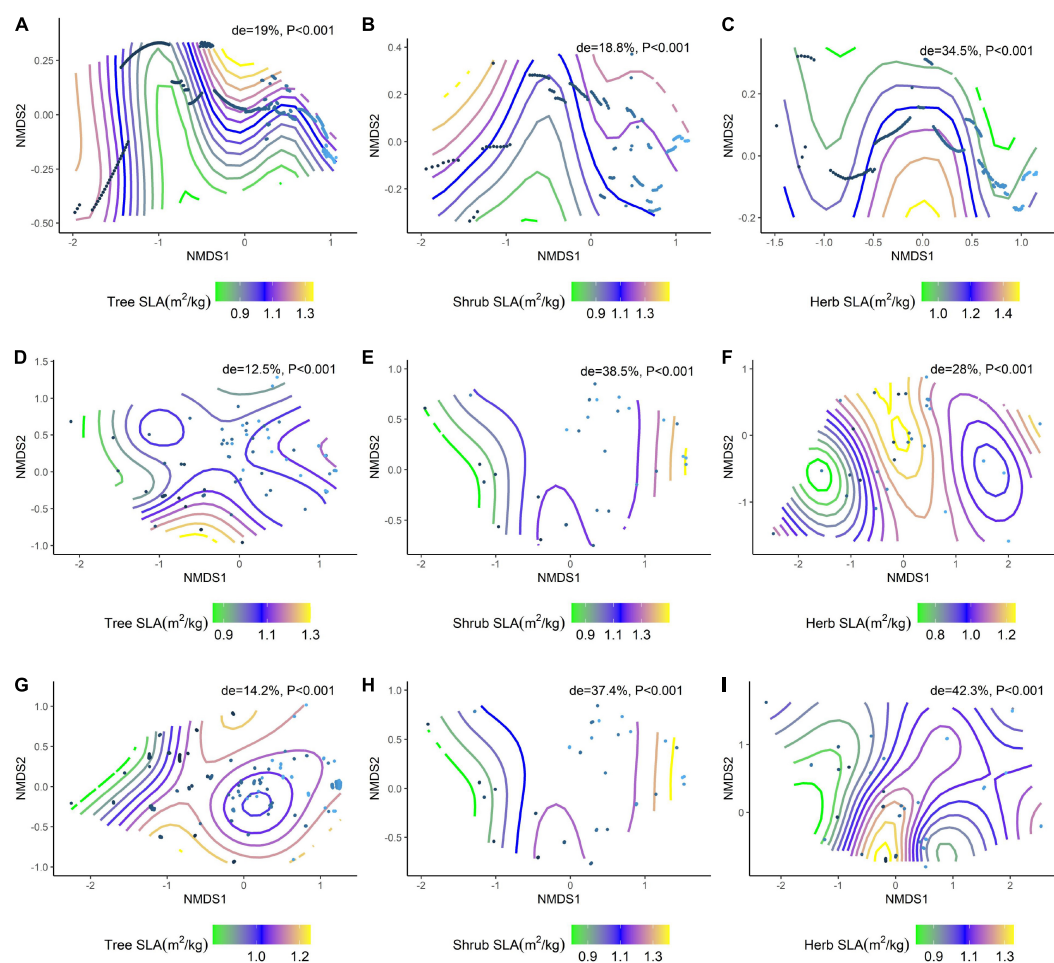 A
de=19%, P<0.001
0.25
0.00
-0.25
-0.50
NMDS2
-2
-1
0
1
NMDS1
Tree SLA(m²/kg)
0.9 1.1 1.3
B
de=18.8%, P<0.001
0.4
0.2
0.0
-0.2
NMDS2
-2
-1
0
1
NMDS1
Shrub SLA(m²/kg)
0.9 1.1 1.3
C
de=34.5%, P<0.001
0.2
0.0
-0.2
NMDS2
-1.5
-1.0
-0.5
0.0
0.5
1.0
NMDS1
Herb SLA(m²/kg)
1.0 1.2 1.4
D
de=12.5%, P<0.001
1.5
1.0
0.5
0.0
-0.5
-1.0
NMDS2
-2
-1
0
1
NMDS1
Tree SLA(m²/kg)
0.9 1.1 1.3
E
de=38.5%, P<0.001
1.0
0.5
0.0
-0.5
NMDS2
-2
-1
0
1
NMDS1
Shrub SLA(m²/kg)
0.9 1.1 1.3
F
de=28%, P<0.001
1
0
-1
NMDS2
-2
-1
0
1
2
NMDS1
Herb SLA(m²/kg)
0.8 1.0 1.2
G
de=14.2%, P<0.001
1.0
0.5
0.0
-0.5
-1.0
NMDS2
-2
-1
0
1
NMDS1
Tree SLA(m²/kg)
1.0 1.2
H
de=37.4%, P<0.001
1.0
0.5
0.0
-0.5
NMDS2
-2
-1
0
1
NMDS1
Shrub SLA(m²/kg)
0.9 1.1 1.3
I
de=42.3%, P<0.001
1
0
NMDS2
-2
-1
0
1
2
NMDS1
Herb SLA(m²/kg)
0.9 1.1 1.3